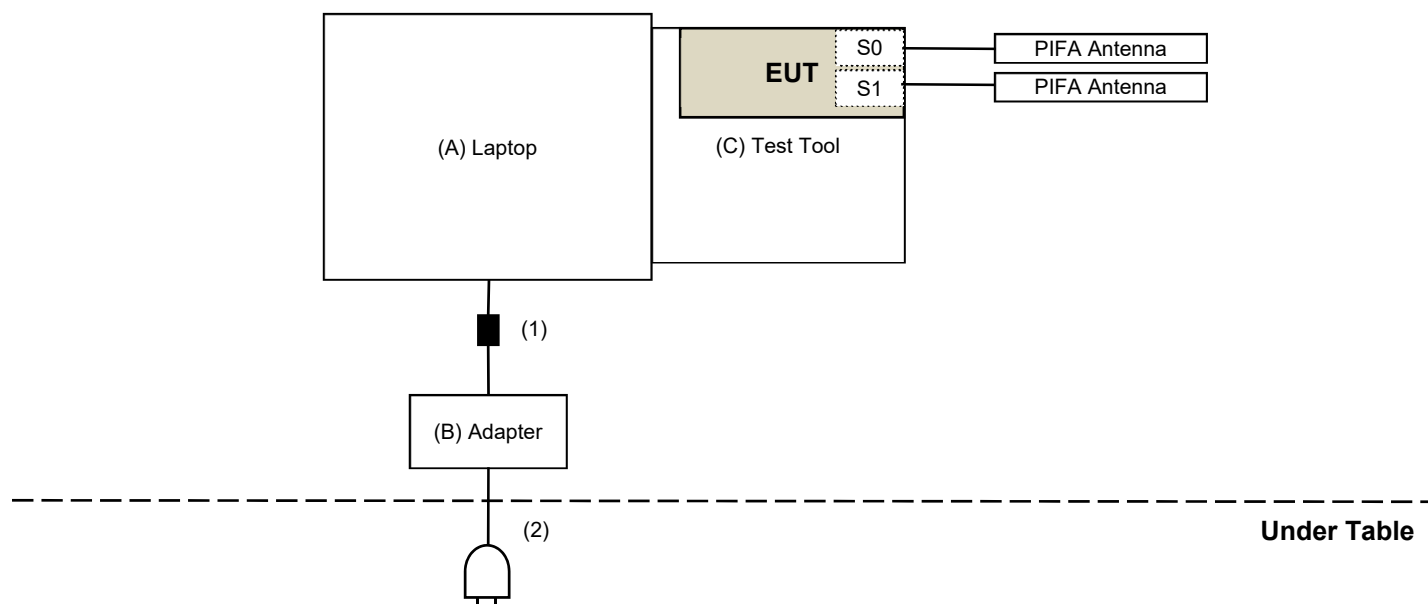 S0
PIFA Antenna
EUT
S1
PIFA Antenna
(A) Laptop
(C) Test Tool
(1)
(B) Adapter
(2)
Under Table